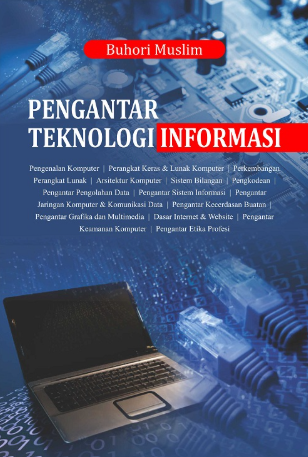 Buhori Muslim
PENGANTAR
TEKNOLOGI INFORMASI
Pengenalan Komputer | Perangkat Keras & Lunak Komputer | Perkembangan
Perangkat Lunak | Arsitektur Komputer | Sistem Bilangan | Pengkodean |
Pengantar Pengolahan Data | Pengantar Sistem Informasi | Pengantar
Jaringan Komputer & Komunikasi Data | Pengantar Kecerdasan Buatan |
Pengantar Grafika dan Multimedia | Dasar Internet & Website | Pengantar
Keamanan Komputer | Pengantar Etika Profesi